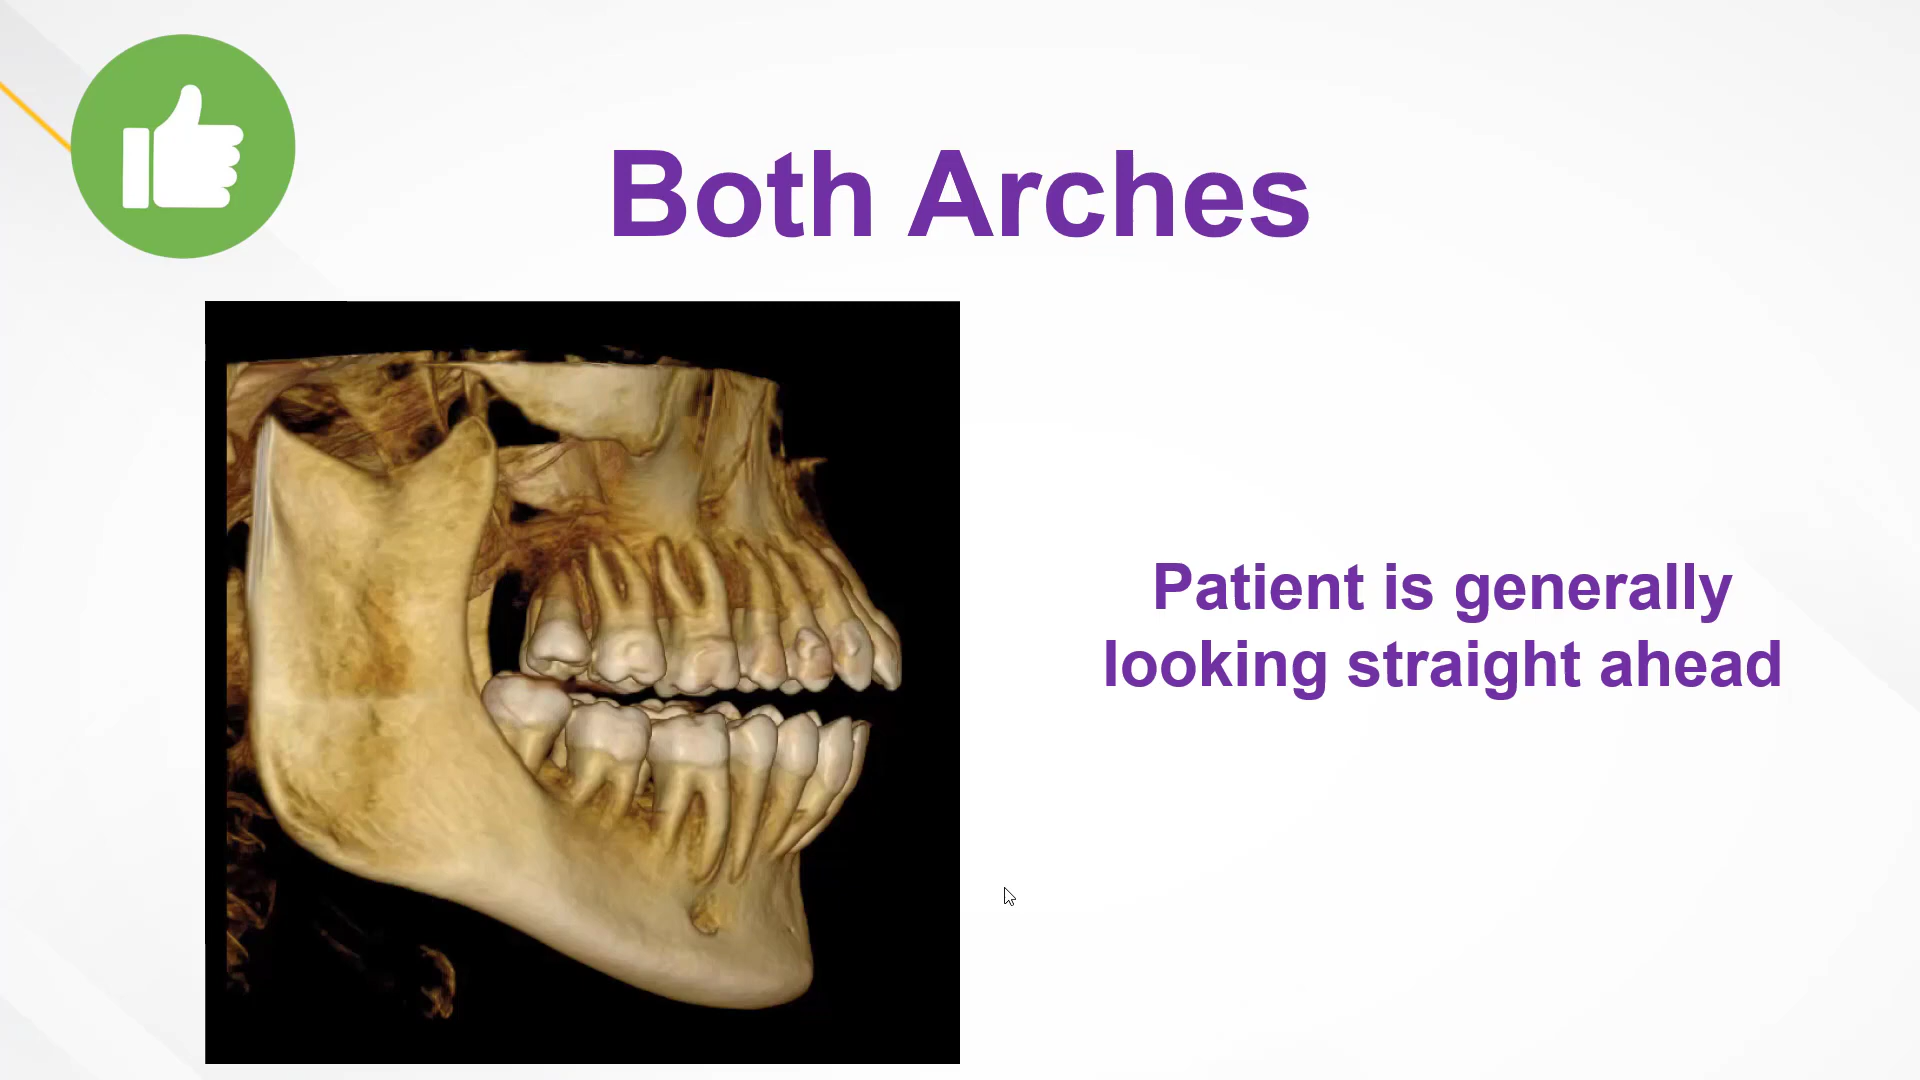 Both Arches
Patient is generally
looking straight ahead